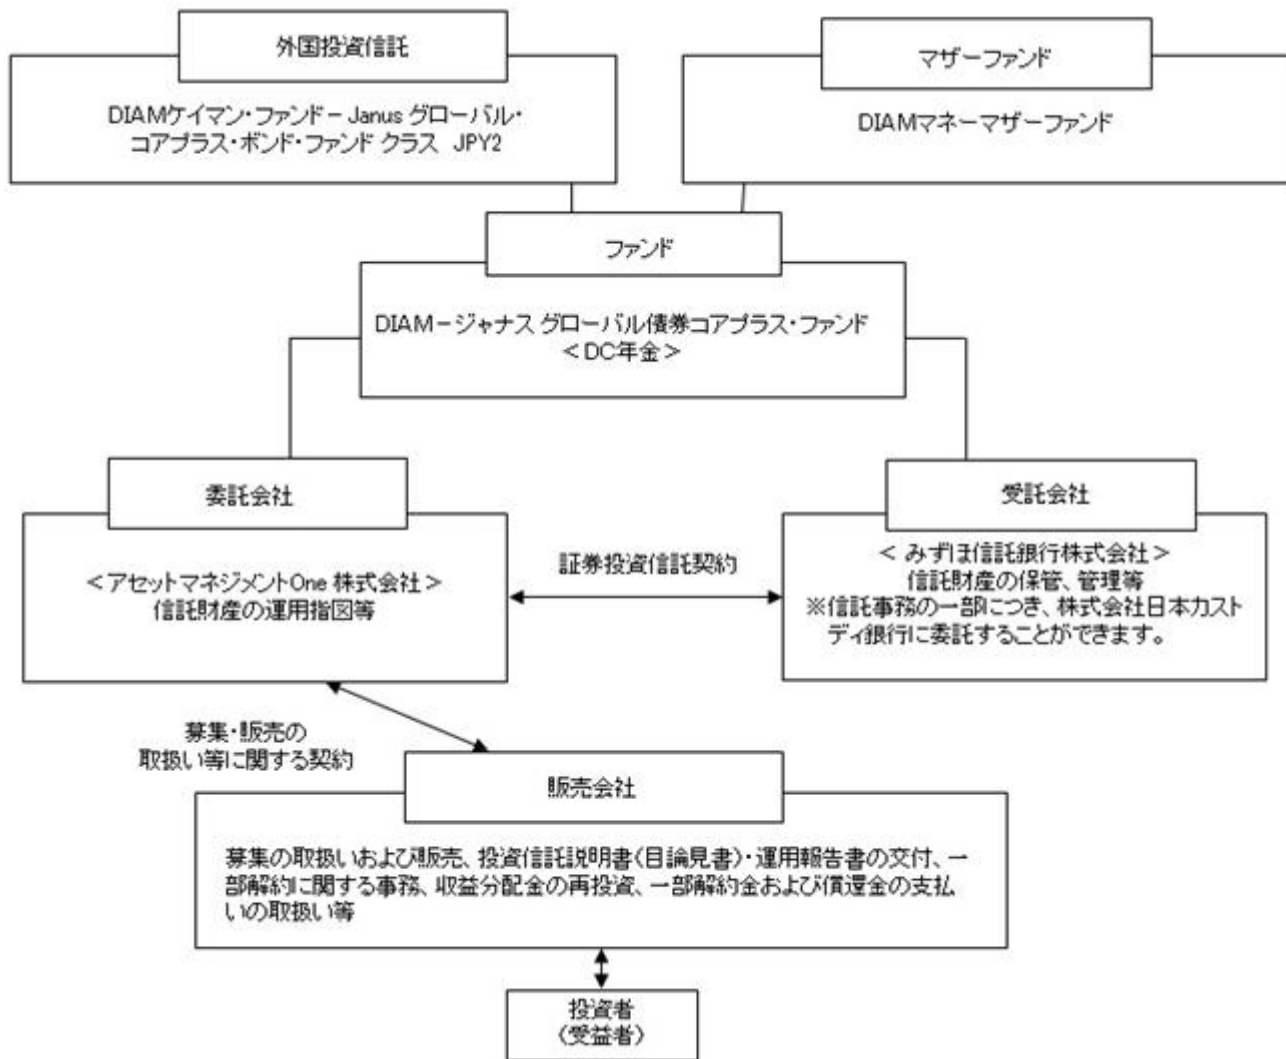 外国投資信託
DIAMケイマン・ファンド－Janus グローバル・
コアプラス・ボンド・ファンド クラス JPY2
マザーファンド
DIAMマネーマザーファンド
ファンド
DIAM－ジャナス グローバル債券コアプラス・ファンド
＜DC年金＞
委託会社
＜アセットマネジメントOne 株式会社＞
信託財産の運用指図等
証券投資信託契約
受託会社
＜ みずほ信託銀行株式会社＞
信託財産の保管、管理等
※信託事務の一部につき、株式会社日本カスト
ディ銀行に委託することができます。
募集・販売の
取扱い等に関する契約
販売会社
募集の取扱いおよび販売、投資信託説明書（目論見書）・運用報告書の交付、一
部解約に関する事務、収益分配金の再投資、一部解約金および償還金の支払
いの取扱い等
投資者
（受益者）